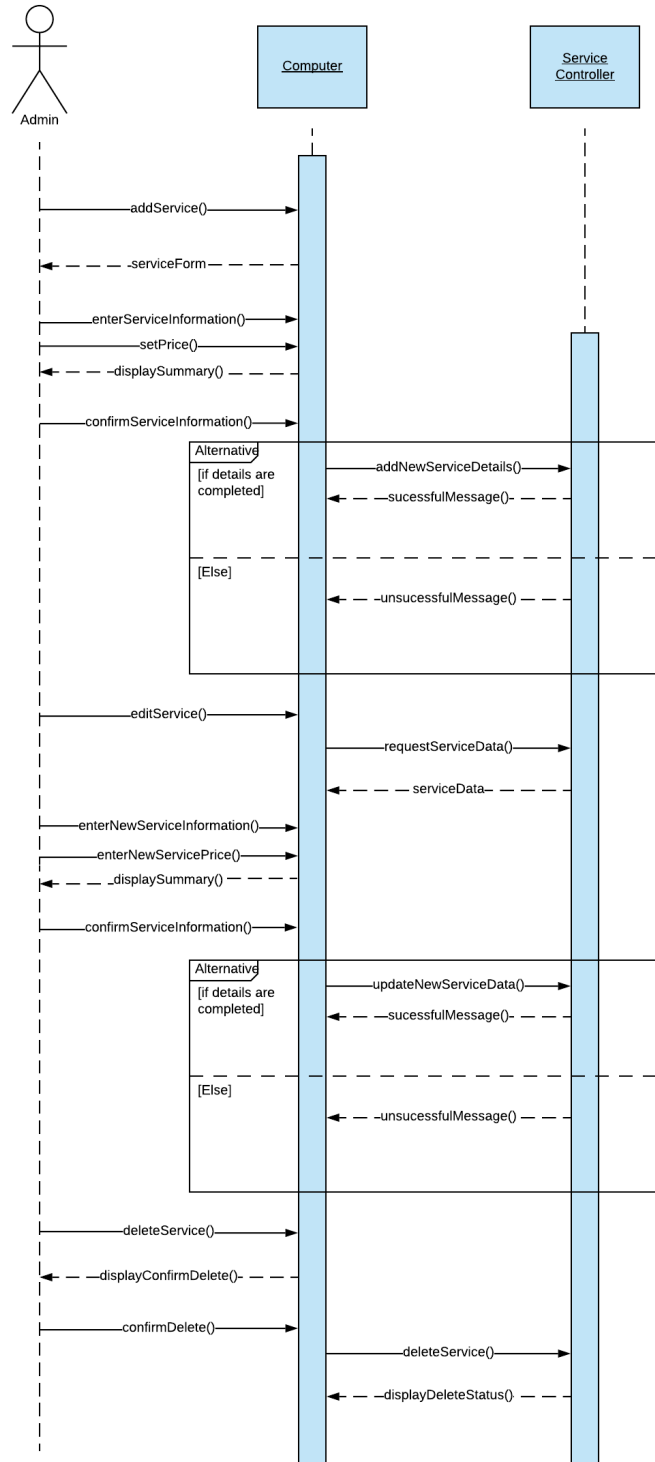 Computer
Service
Controller
Admin
addService()
serviceForm
enterServiceInformation()
setPrice()
displaySummary()
confirmServiceInformation()
Alternative
[if details are
completed]
addNewServiceDetails()
sucessfulMessage()
[Else]
unsucessfulMessage()
editService()
requestServiceData()
serviceData
enterNewServiceInformation()
enterNewServicePrice()
displaySummary()
confirmServiceInformation()
Alternative
[if details are
completed]
updateNewServiceData()
sucessfulMessage()
[Else]
unsucessfulMessage()
deleteService()
displayConfirmDelete()
confirmDelete()
deleteService()
displayDeleteStatus()